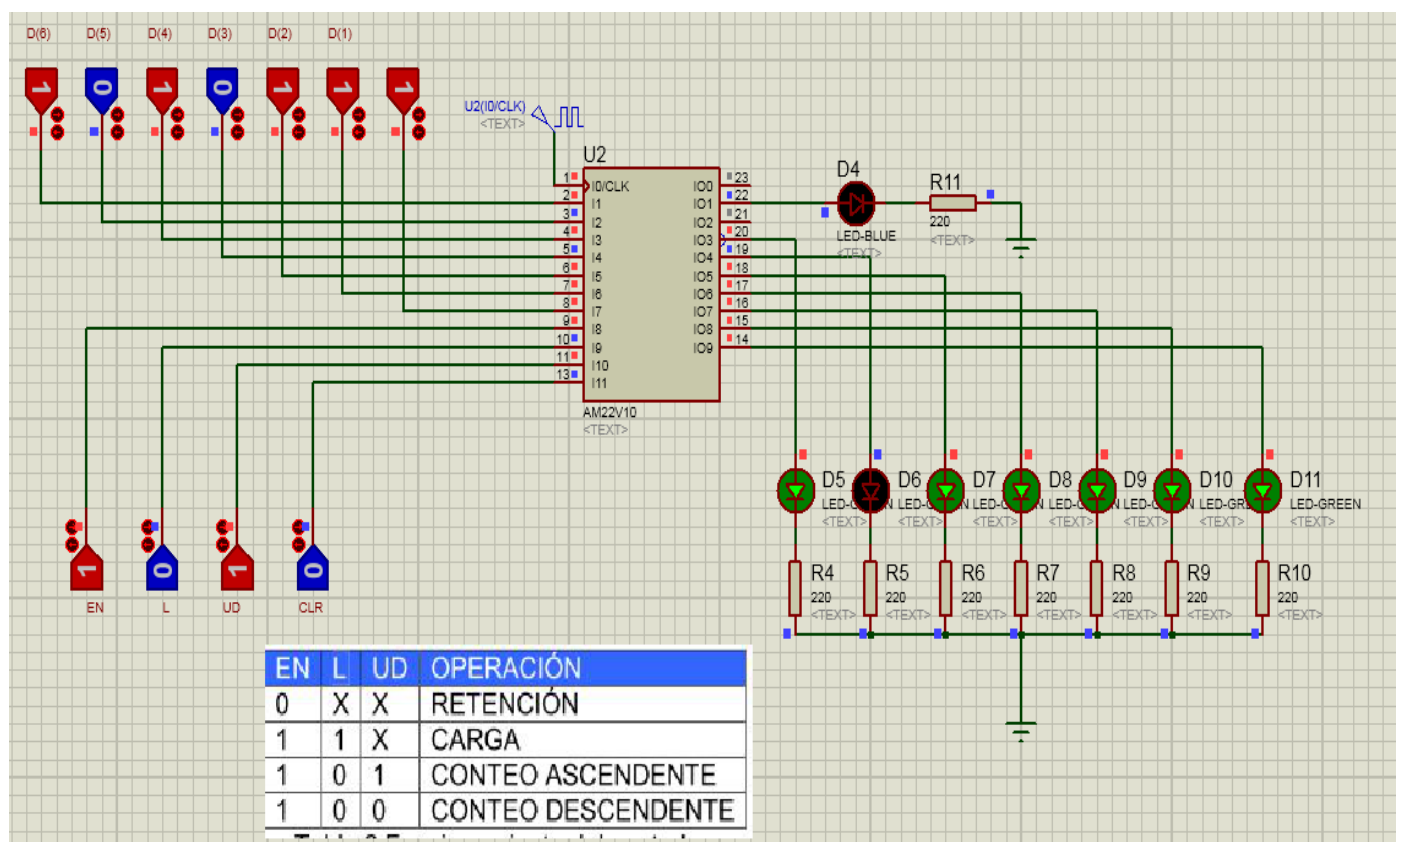 D(6) D(5) D(4) D(3) D(2) D(1)
1 0 1 0 1 1 1
U2(I0/CLK)
<TEXT>
U2
1 I0/CLK IO0 23
2 I1 IO1 22
3 I2 IO2 21
4 I3 IO3 20
5 I4 IO4 19
6 I5 IO5 18
7 I6 IO6 17
8 I7 IO7 16
9 I8 IO8 15
10 I9 IO9 14
11 I10
13 I11
AM22V10
<TEXT>
D4
LED-BLUE
<TEXT>
R11
220
<TEXT>
D5 D6 D7 D8 D9 D10 D11
LED-GREEN
<TEXT> <TEXT> <TEXT> <TEXT> <TEXT> <TEXT> <TEXT>
R4 R5 R6 R7 R8 R9 R10
220 220 220 220 220 220 220
<TEXT> <TEXT> <TEXT> <TEXT> <TEXT> <TEXT> <TEXT>
1 0 1 0
EN L UD CLR
EN L UD OPERACIÓN
0 X X RETENCIÓN
1 1 X CARGA
1 0 1 CONTEO ASCENDENTE
1 0 0 CONTEO DESCENDENTE